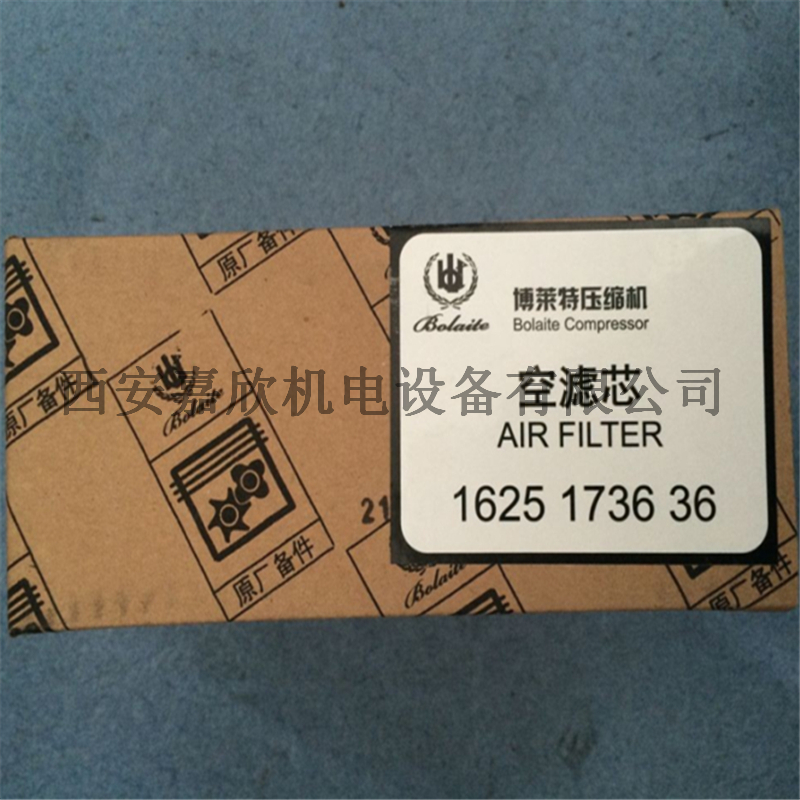 原厂备件
Bolaite
博莱特压缩机
Bolaite Compressor
空滤芯
AIR FILTER
1625 1736 36
西安嘉欣机电设备有限公司
原厂备件
Bolaite
21
原厂备件
Bolaite
原厂备件